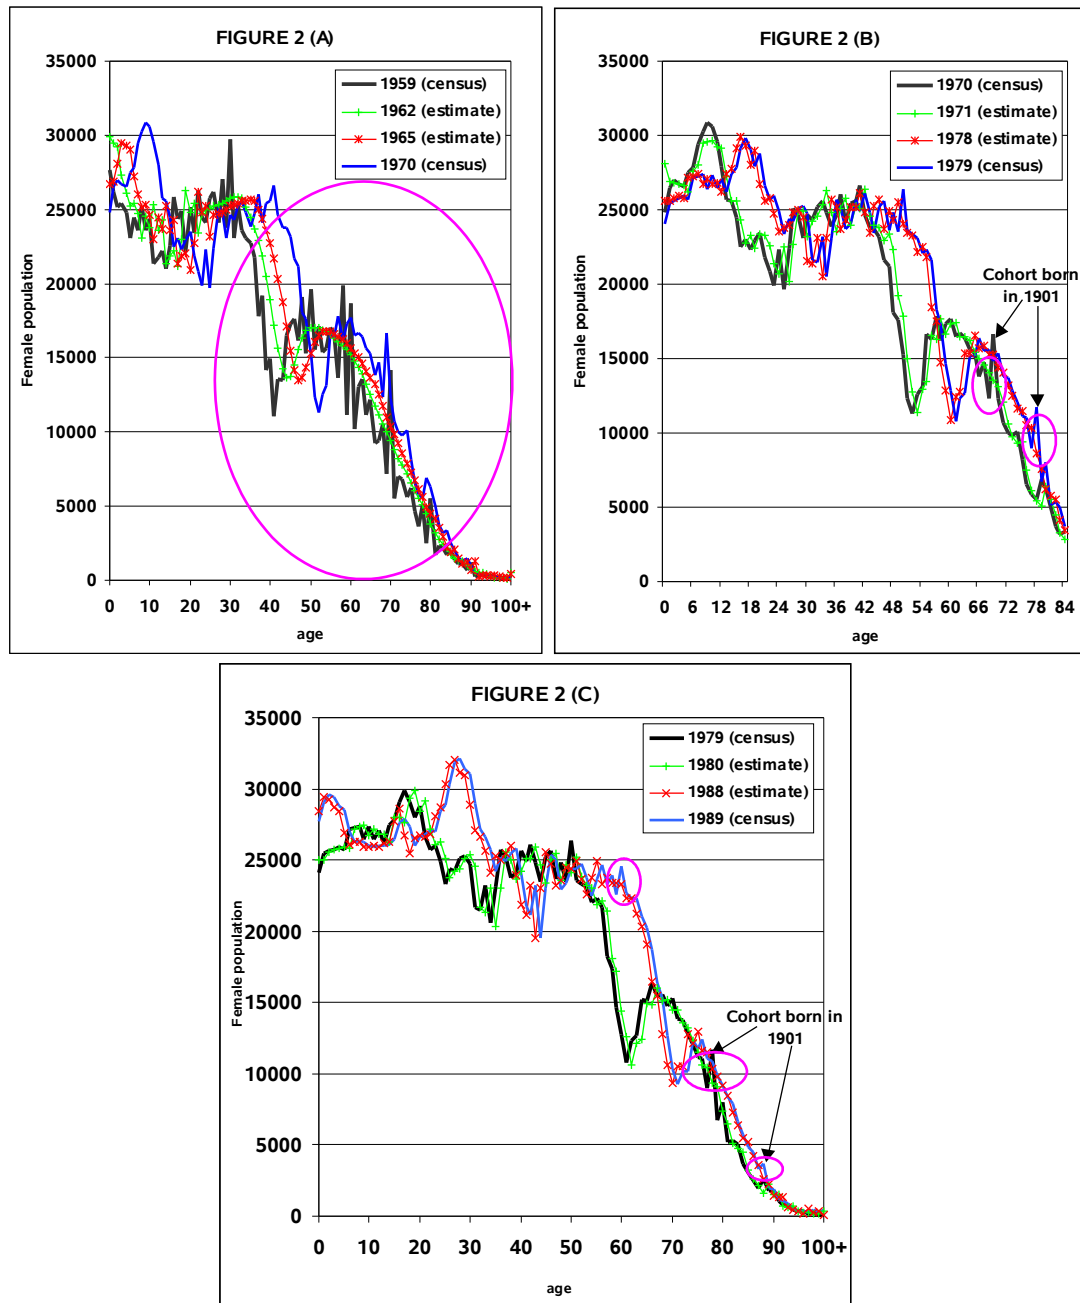 FIGURE 2 (A)
35000
30000
25000
20000
15000
10000
5000
0
Female population
1959 (census)
1962 (estimate)
1965 (estimate)
1970 (census)
0 10 20 30 40 50 60 70 80 90 100+
age
FIGURE 2 (B)
35000
30000
25000
20000
15000
10000
5000
0
Female population
1970 (census)
1971 (estimate)
1978 (estimate)
1979 (census)
Cohort born
in 1901
0 6 12 18 24 30 36 42 48 54 60 66 72 78 84
age
FIGURE 2 (C)
35000
30000
25000
20000
15000
10000
5000
0
Female population
1979 (census)
1980 (estimate)
1988 (estimate)
1989 (census)
Cohort born in
1901
0 10 20 30 40 50 60 70 80 90 100+
age